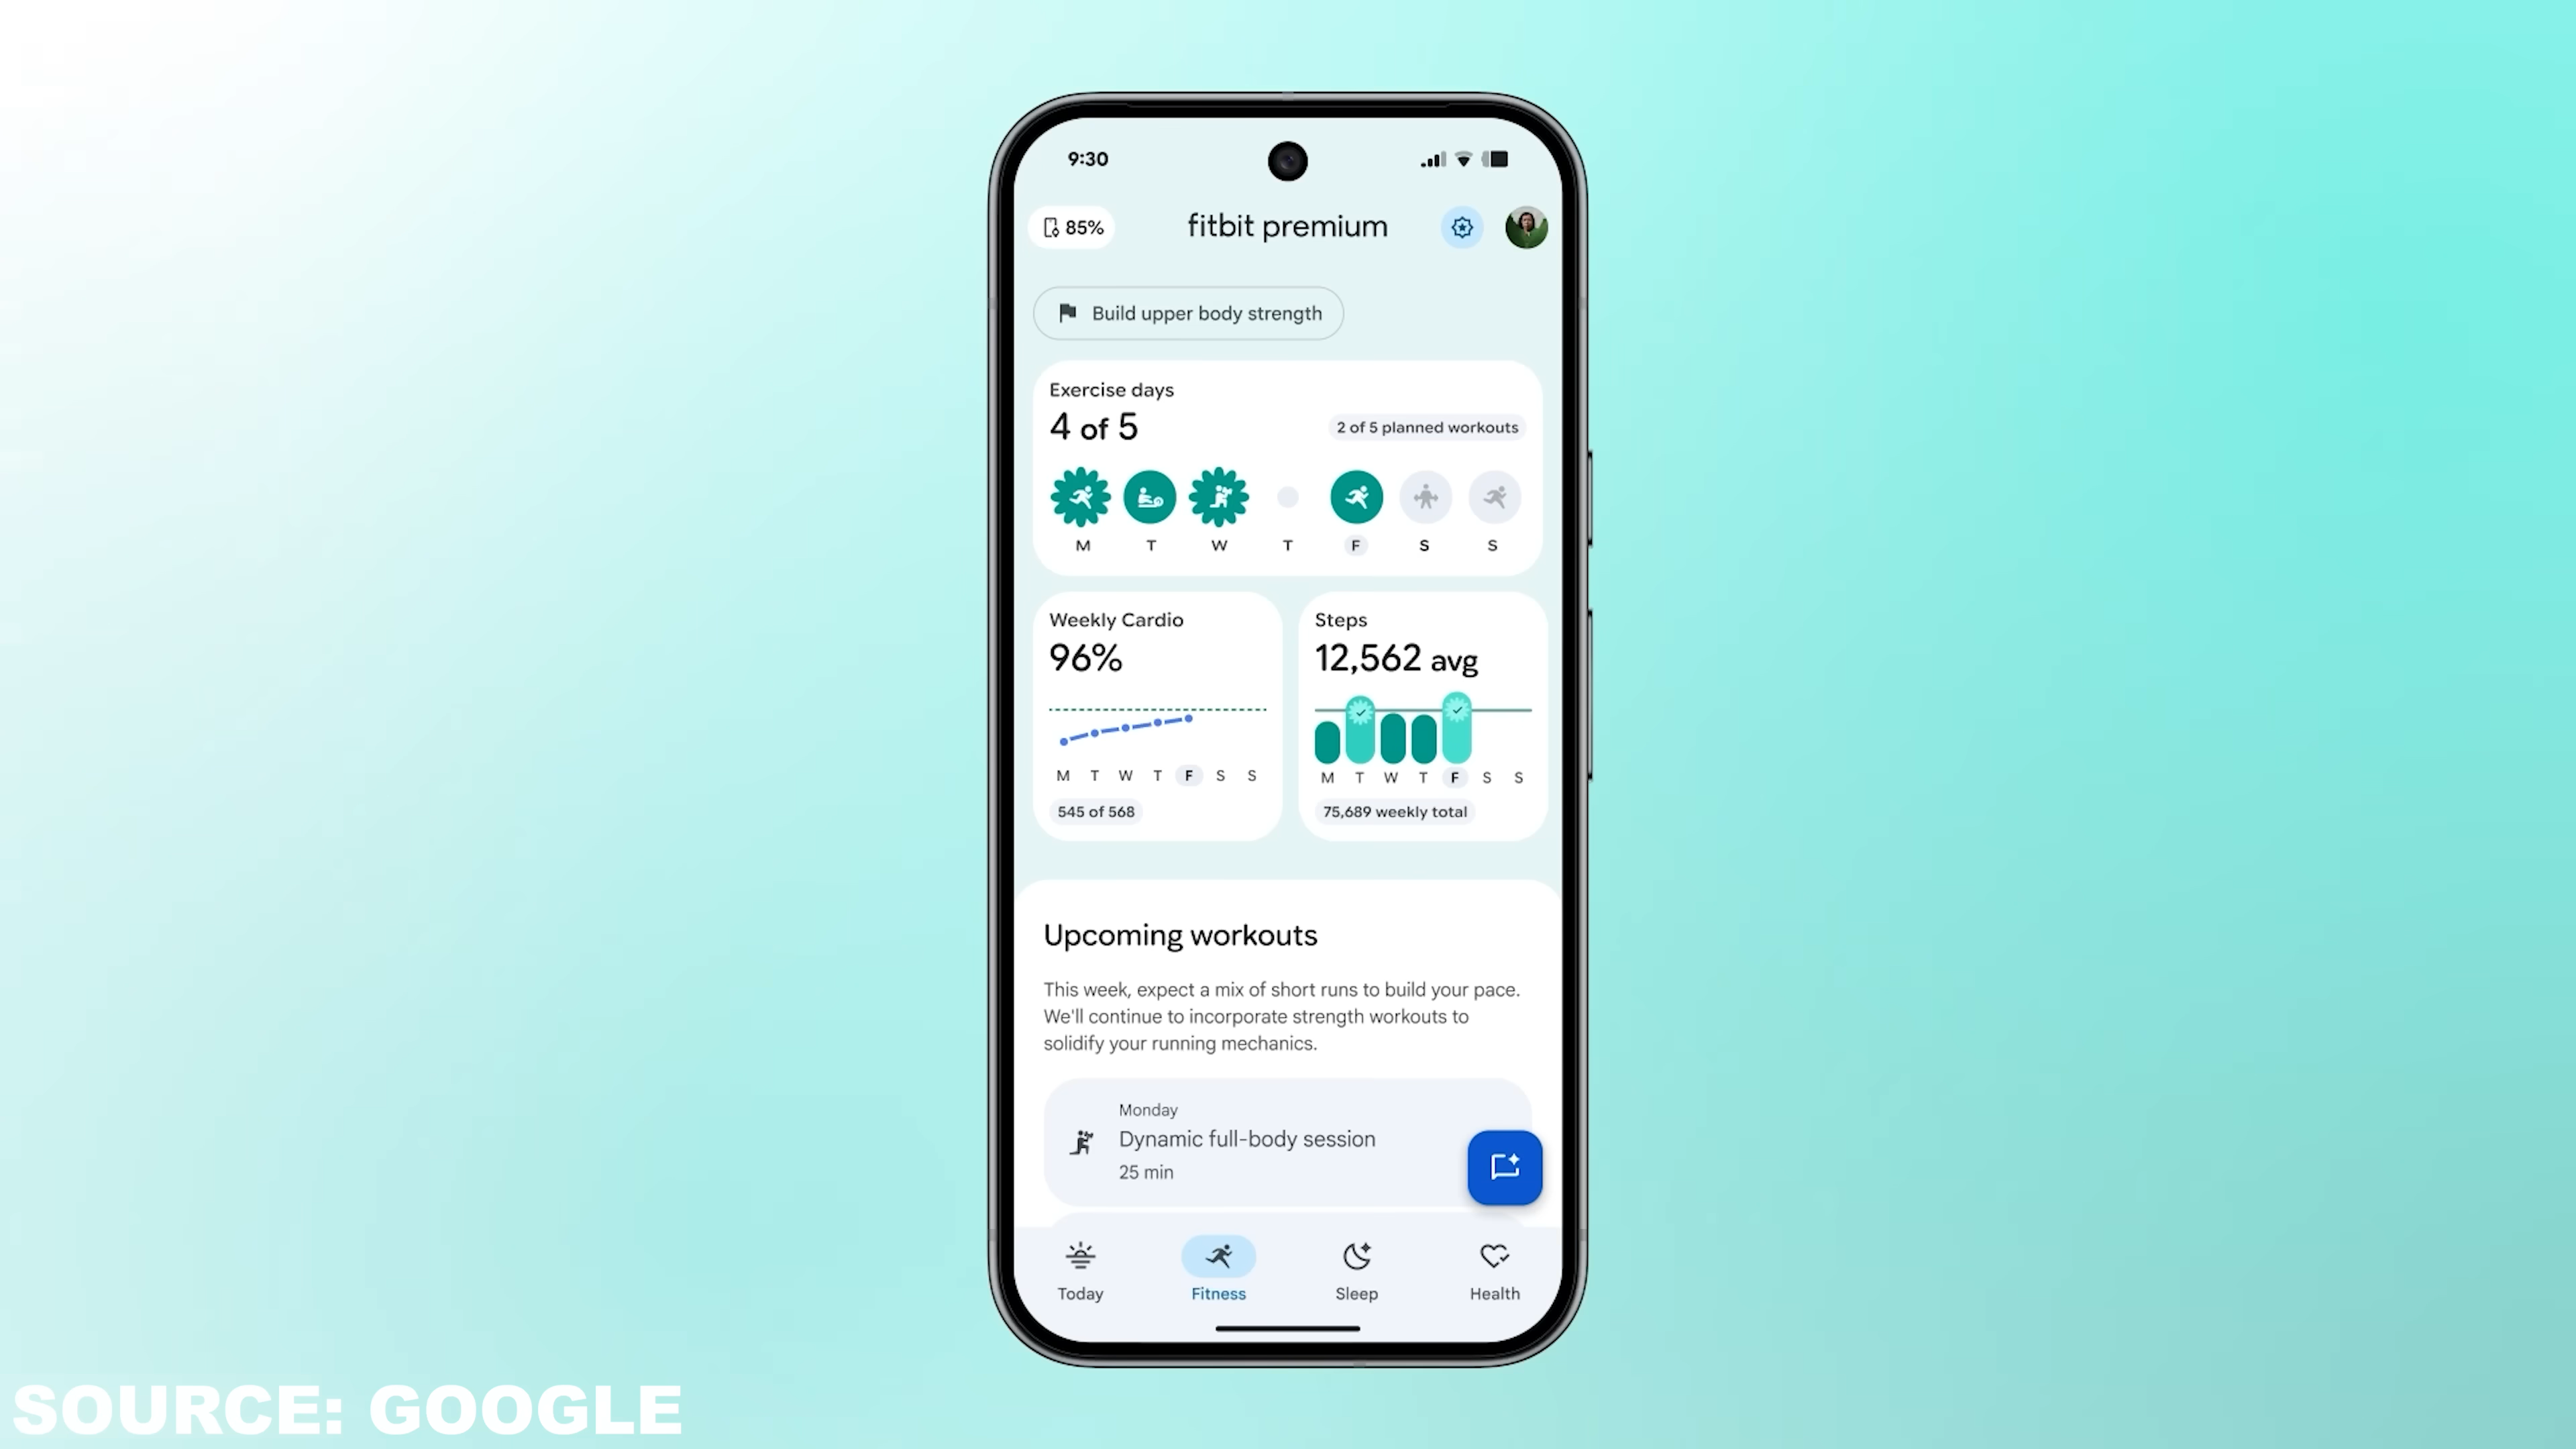 9:30
85%
fitbit premium
Build upper body strength
Exercise days
4 of 5
2 of 5 planned workouts
M T W T F S S
Weekly Cardio
96%
M T W T F S S
545 of 568
Steps
12,562 avg
M T W T F S S
75,689 weekly total
Upcoming workouts
This week, expect a mix of short runs to build your pace.
We'll continue to incorporate strength workouts to
solidify your running mechanics.
Monday
Dynamic full-body session
25 min
Today Fitness Sleep Health
SOURCE: GOOGLE